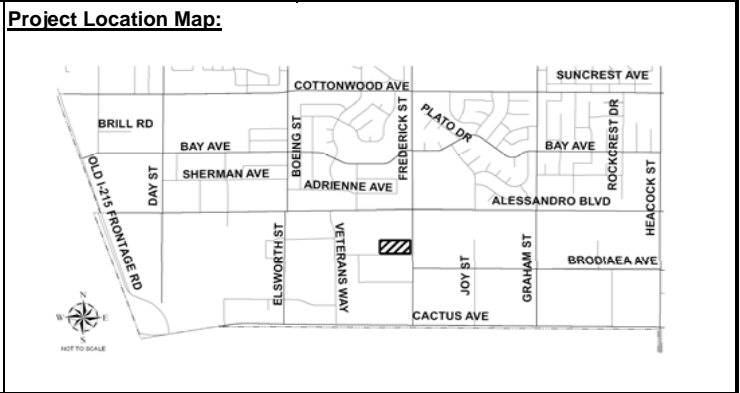 Project Location Map:
SUNCREST AVE
COTTONWOOD AVE
BRILL RD
BOEING ST
FREDERICK ST
PLATO DR
ROCKCREST DR
BAY AVE
BAY AVE
OLD I-215 FRONTAGE RD
DAY ST
SHERMAN AVE
ADRIENNE AVE
HEACOCK ST
ALESSANDRO BLVD
ELSWORTH ST
VETERANS WAY
JOY ST
GRAHAM ST
BRODIAEA AVE
N
W
E
S
NOT TO SCALE
CACTUS AVE